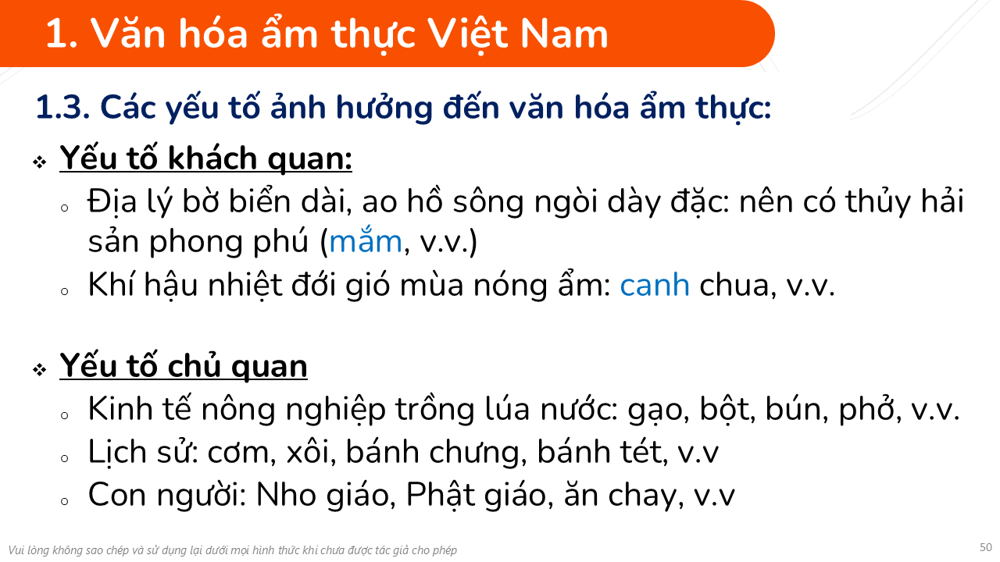 1. Văn hóa ẩm thực Việt Nam
1.3. Các yếu tố ảnh hưởng đến văn hóa ẩm thực:
❖ Yếu tố khách quan:
o Địa lý bờ biển dài, ao hồ sông ngòi dày đặc: nên có thủy hải
sản phong phú (mắm, v.v.)
o Khí hậu nhiệt đới gió mùa nóng ẩm: canh chua, v.v.
❖ Yếu tố chủ quan
o Kinh tế nông nghiệp trồng lúa nước: gạo, bột, bún, phở, v.v.
o Lịch sử: cơm, xôi, bánh chưng, bánh tét, v.v
o Con người: Nho giáo, Phật giáo, ăn chay, v.v
Vui lòng không sao chép và sử dụng lại dưới mọi hình thức khi chưa được tác giả cho phép
50